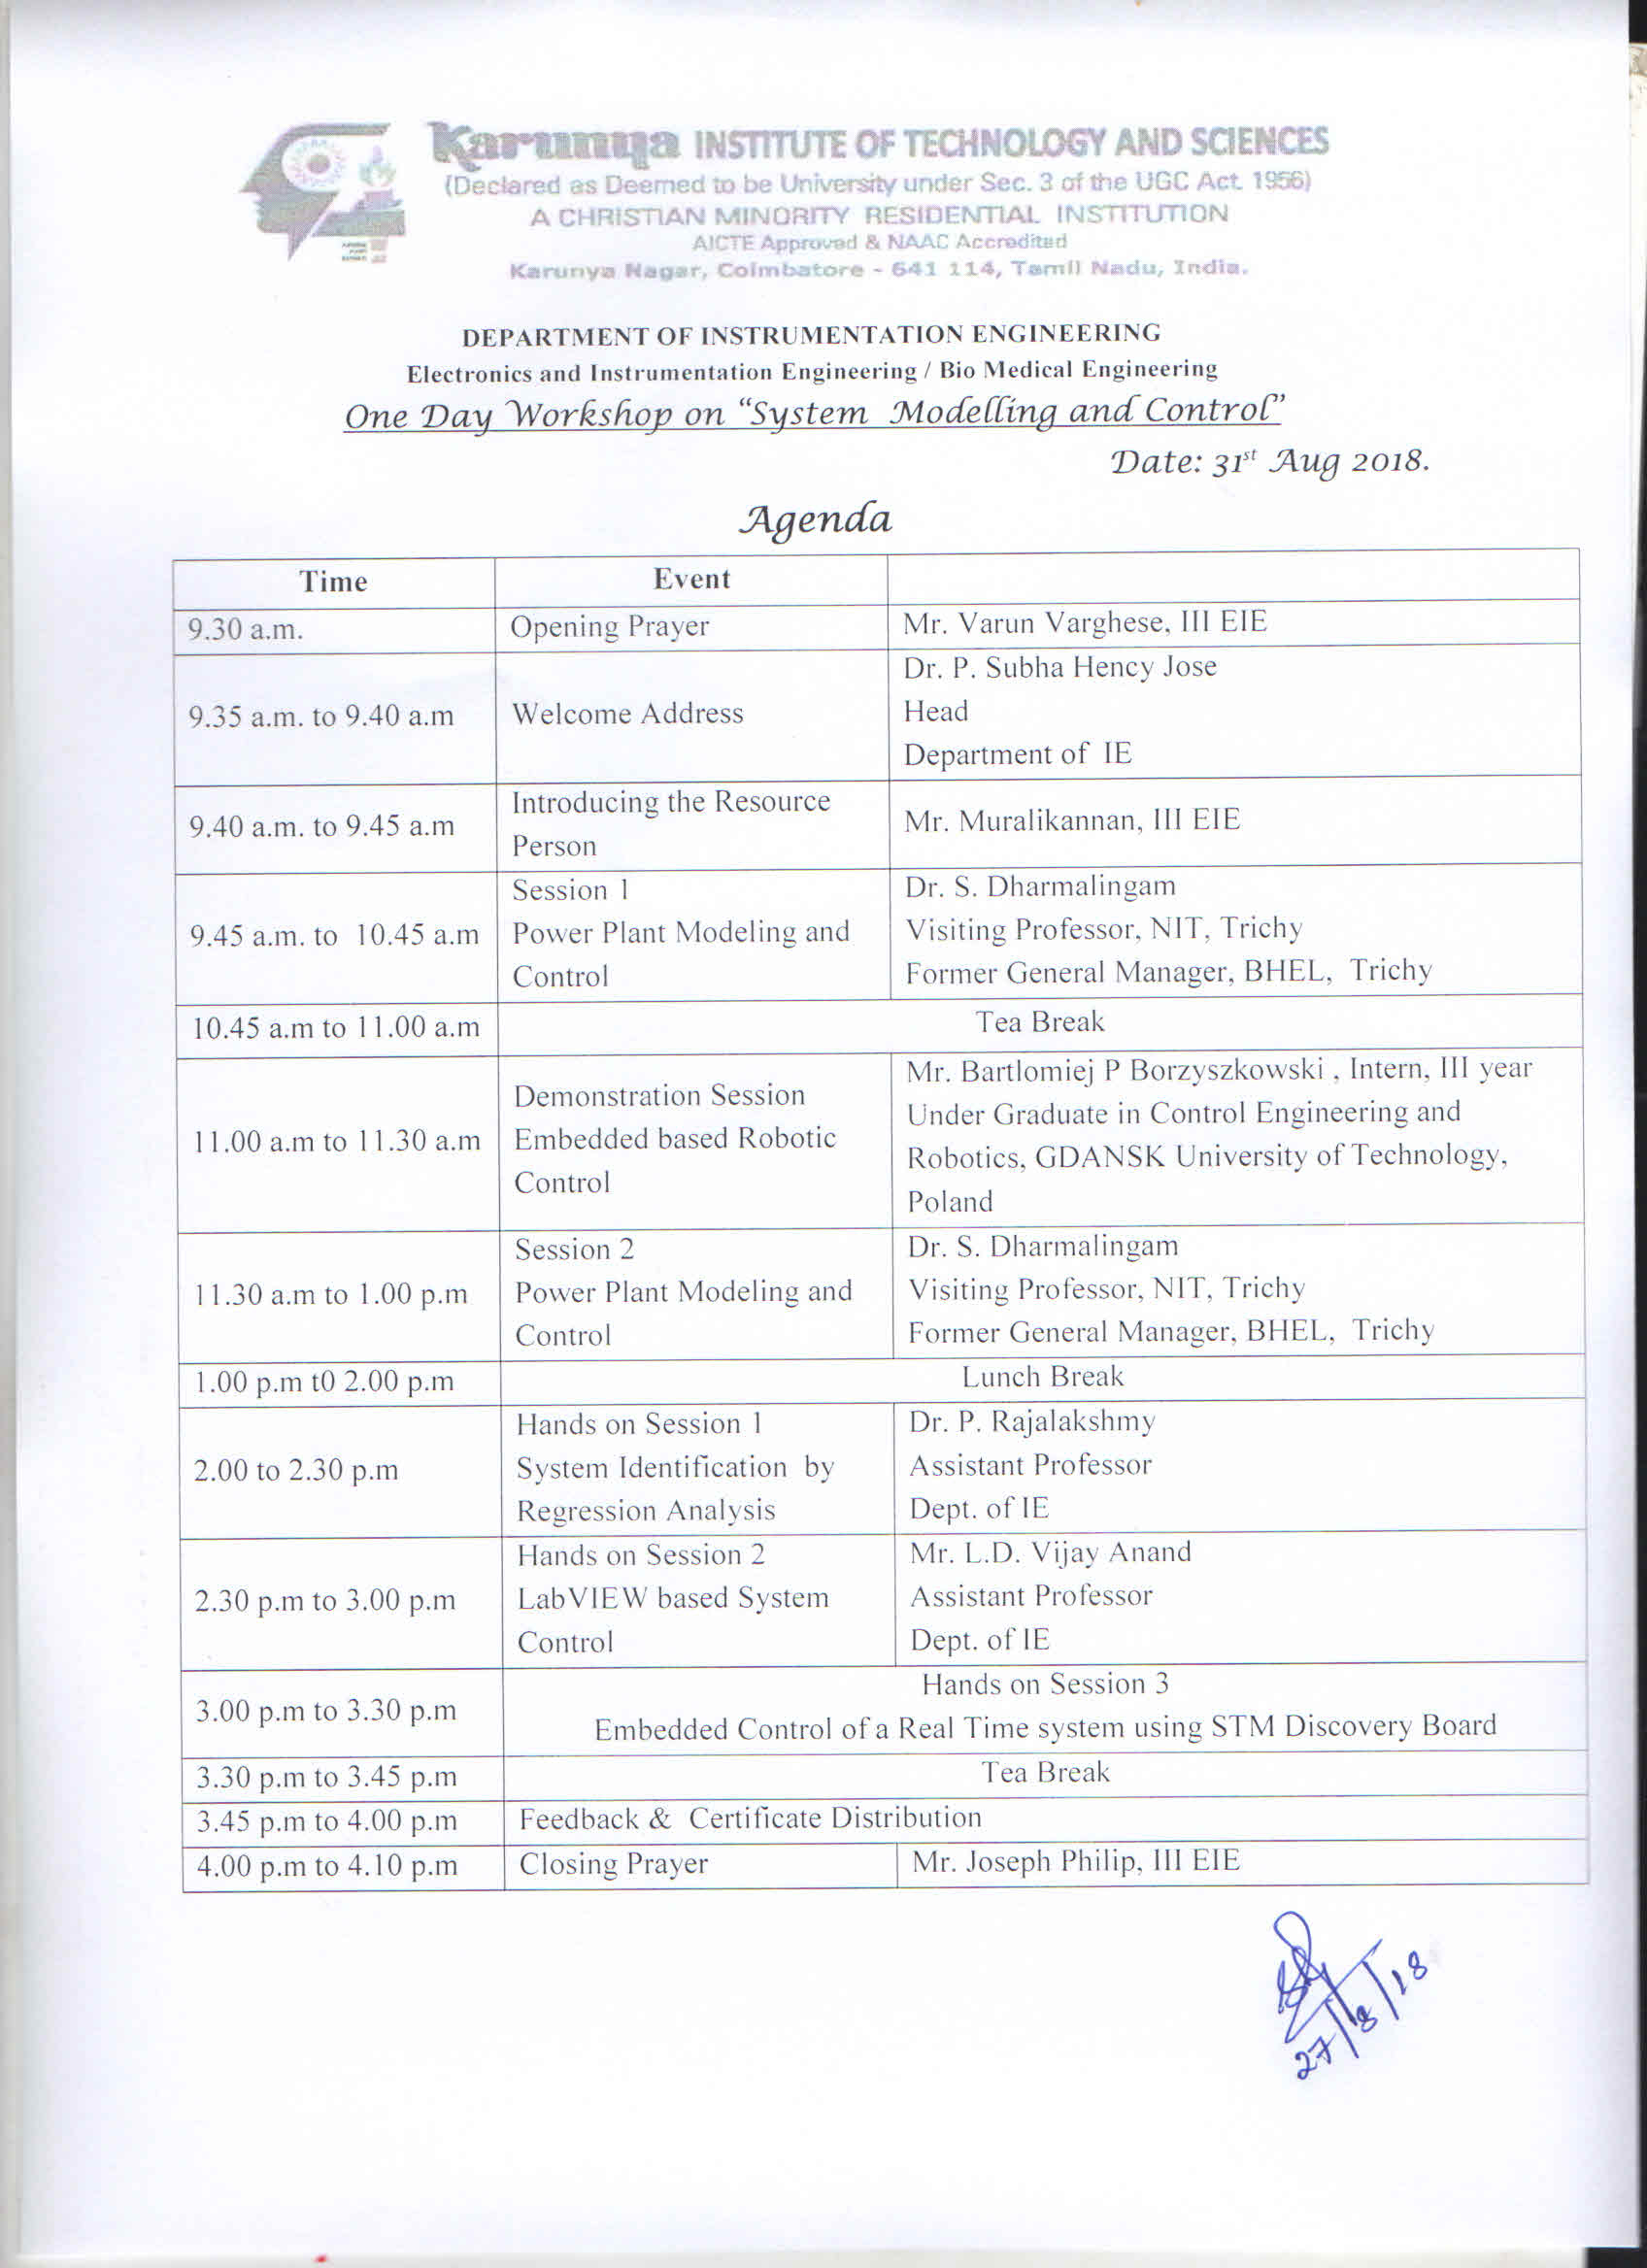 Karunya INSTITUTE OF TECHNOLOGY AND SCIENCES
(Declared as Deemed to be University under Sec. 3 of the UGC Act. 1956)
A CHRISTIAN MINORITY RESIDENTIAL INSTITUTION
AICTE Approved & NAAC Accredited
Karunya Nagar, Coimbatore - 641 114, Tamil Nadu, India.
DEPARTMENT OF INSTRUMENTATION ENGINEERING
Electronics and Instrumentation Engineering / Bio Medical Engineering
One Day Workshop on “System Modelling and Control”
Date: 31st Aug 2018.
Agenda
Time Event
9.30 a.m. Opening Prayer Mr. Varun Varghese, III EIE
9.35 a.m. to 9.40 a.m Welcome Address Dr. P. Subha Hency Jose
Head
Department of IE
9.40 a.m. to 9.45 a.m Introducing the Resource
Person
Mr. Muralikannan, III EIE
9.45 a.m. to 10.45 a.m
Session 1
Power Plant Modeling and
Control
Dr. S. Dharmalingam
Visiting Professor, NIT, Trichy
Former General Manager, BHEL, Trichy
10.45 a.m to 11.00 a.m Tea Break
11.00 a.m to 11.30 a.m
Demonstration Session
Embedded based Robotic
Control
Mr. Bartlomiej P Borzyszkowski , Intern, III year
Under Graduate in Control Engineering and
Robotics, GDANSK University of Technology,
Poland
11.30 a.m to 1.00 p.m
Session 2
Power Plant Modeling and
Control
Dr. S. Dharmalingam
Visiting Professor, NIT, Trichy
Former General Manager, BHEL, Trichy
1.00 p.m t0 2.00 p.m Lunch Break
2.00 to 2.30 p.m
Hands on Session 1
System Identification by
Regression Analysis
Dr. P. Rajalakshmy
Assistant Professor
Dept. of IE
2.30 p.m to 3.00 p.m
Hands on Session 2
LabVIEW based System
Control
Mr. L.D. Vijay Anand
Assistant Professor
Dept. of IE
3.00 p.m to 3.30 p.m
Hands on Session 3
Embedded Control of a Real Time system using STM Discovery Board
3.30 p.m to 3.45 p.m Tea Break
3.45 p.m to 4.00 p.m Feedback & Certificate Distribution
4.00 p.m to 4.10 p.m Closing Prayer Mr. Joseph Philip, III EIE
27/8/18